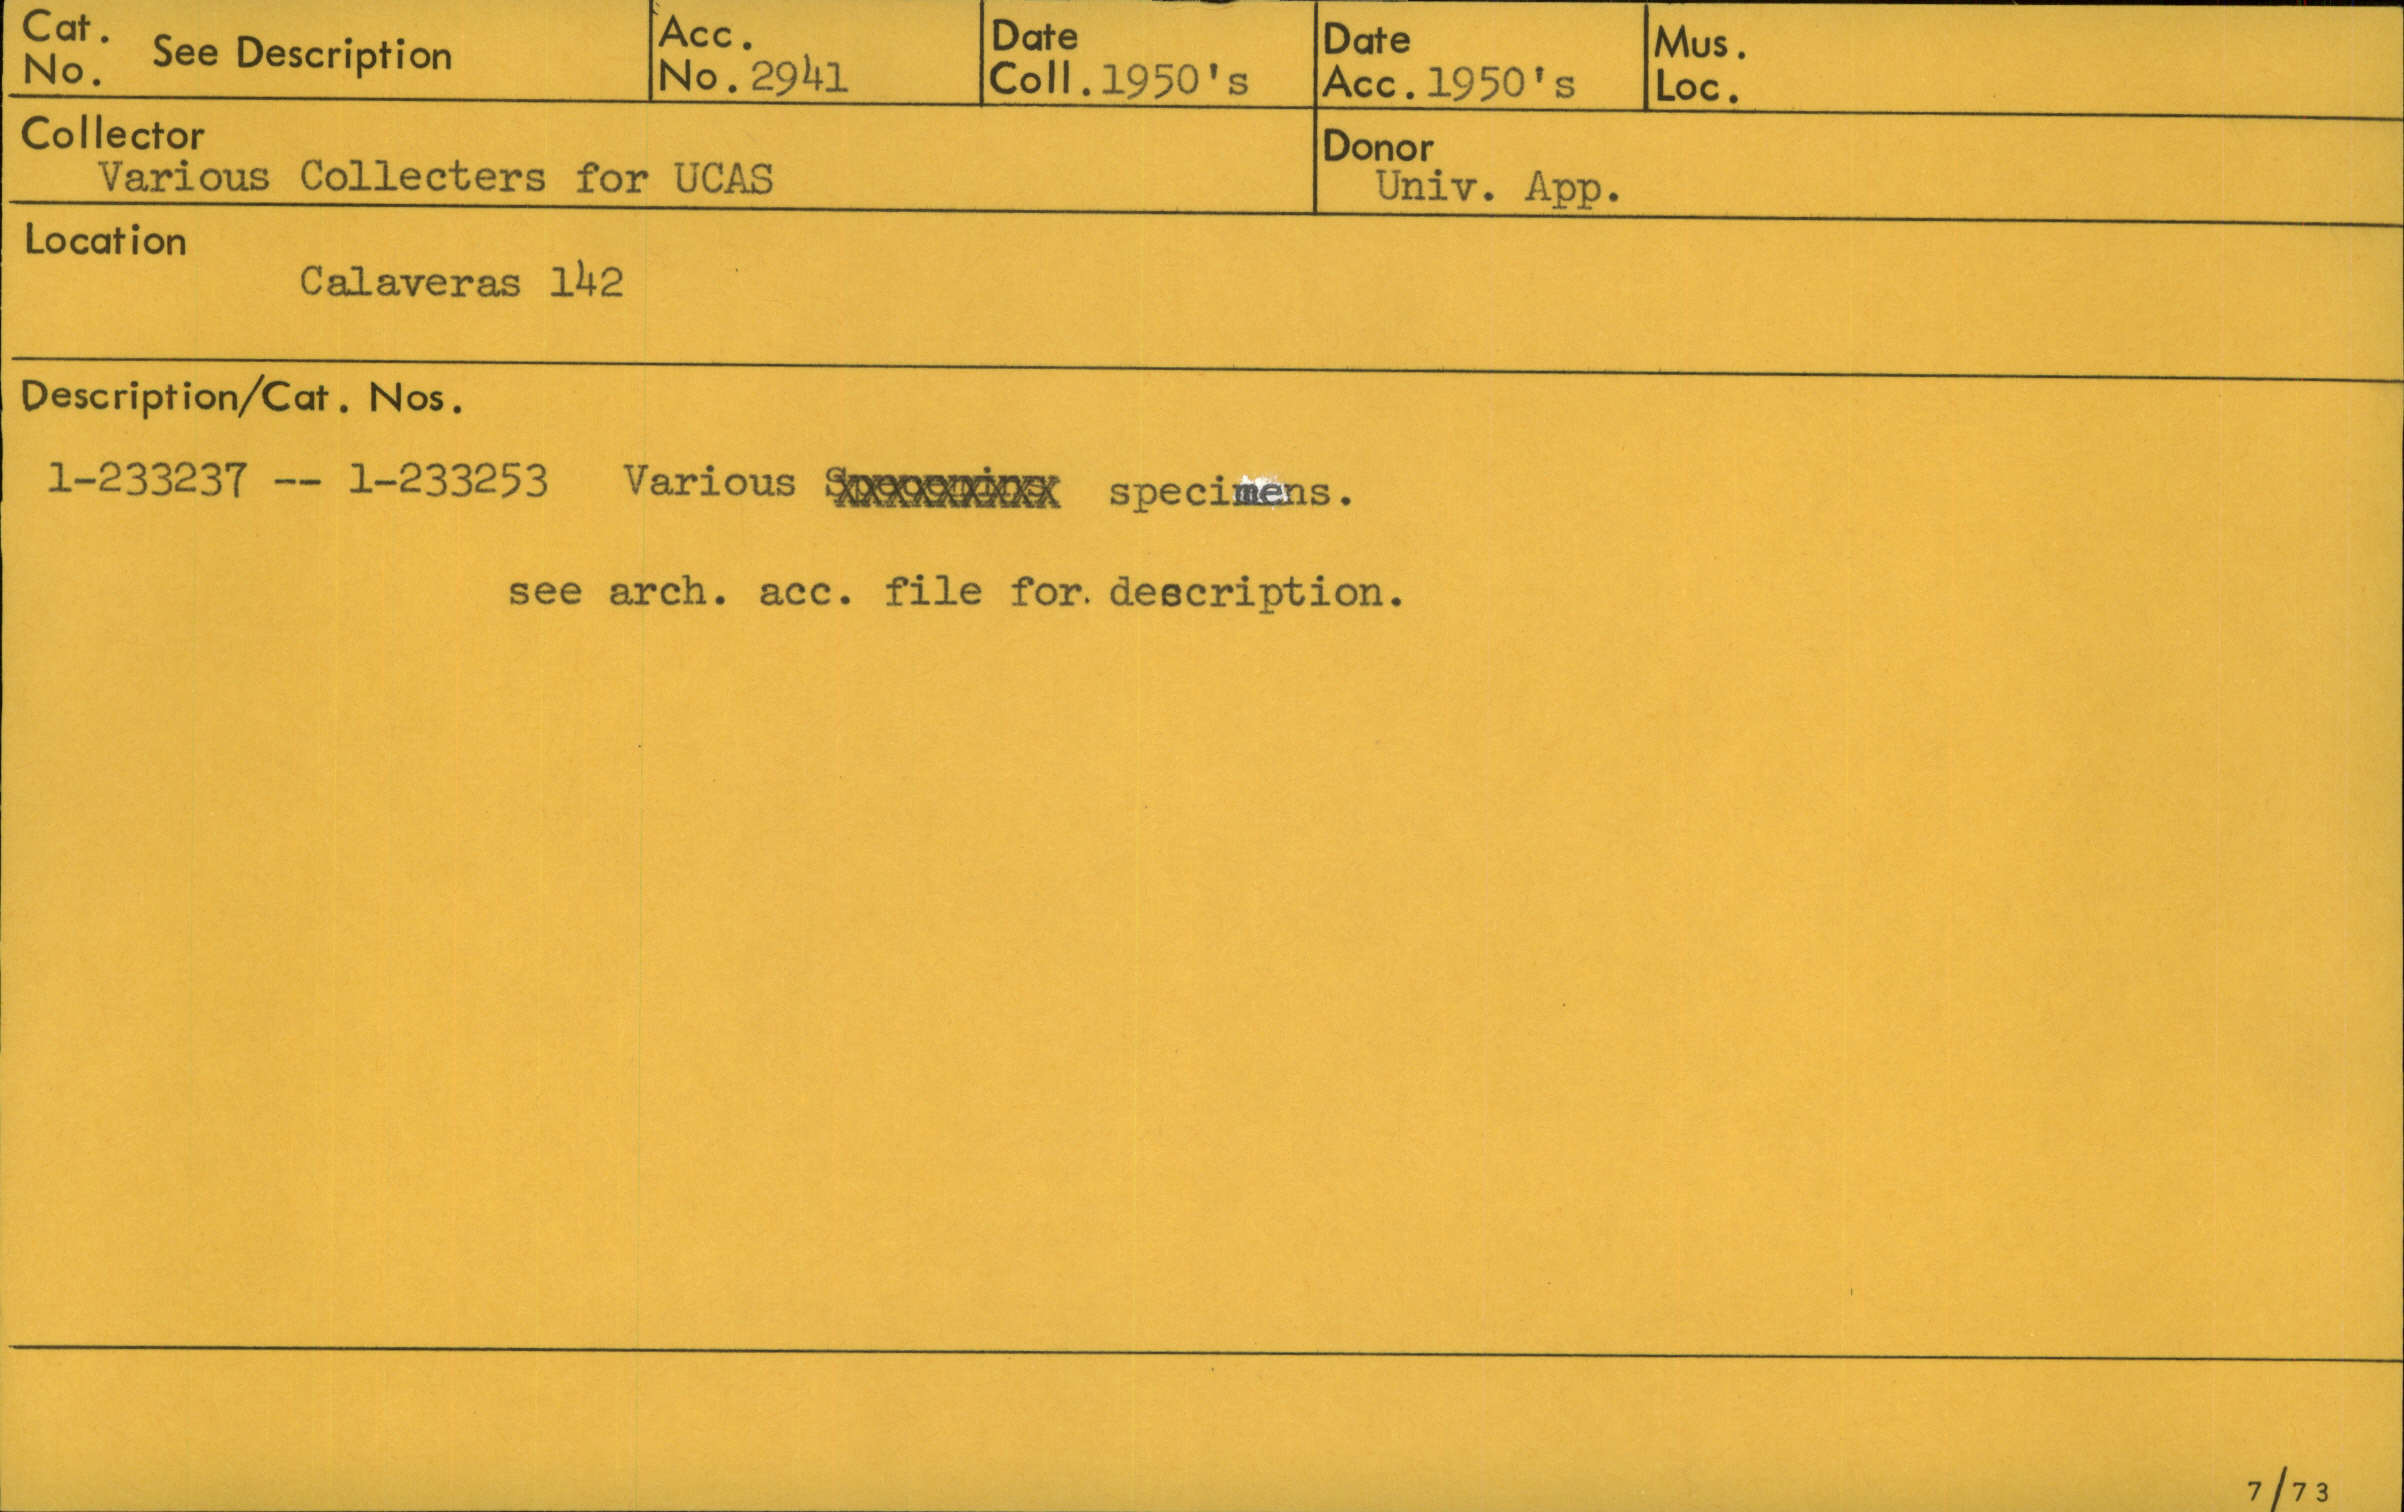 Cat. No. See Description
Acc. No. 2941
Date Coll. 1950's
Date Acc. 1950's
Mus. Loc.
Collector
Various Collecters for UCAS
Donor
Univ. App.
Location
Calaveras 142
Description/Cat. Nos.
1-233237 -- 1-233253 Various specimens.
see arch. acc. file for description.
7/73